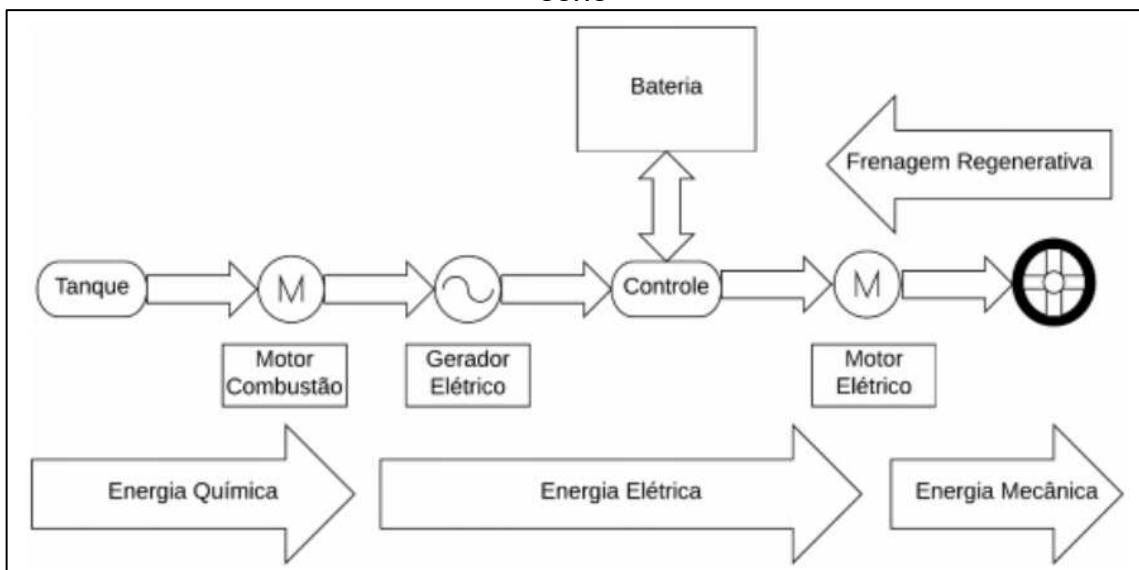 Bateria
Frenagem Regenerativa
Tanque
M
Controle
M
Motor
Combustão
Gerador
Elétrico
Motor
Elétrico
Energia Química
Energia Elétrica
Energia Mecânica